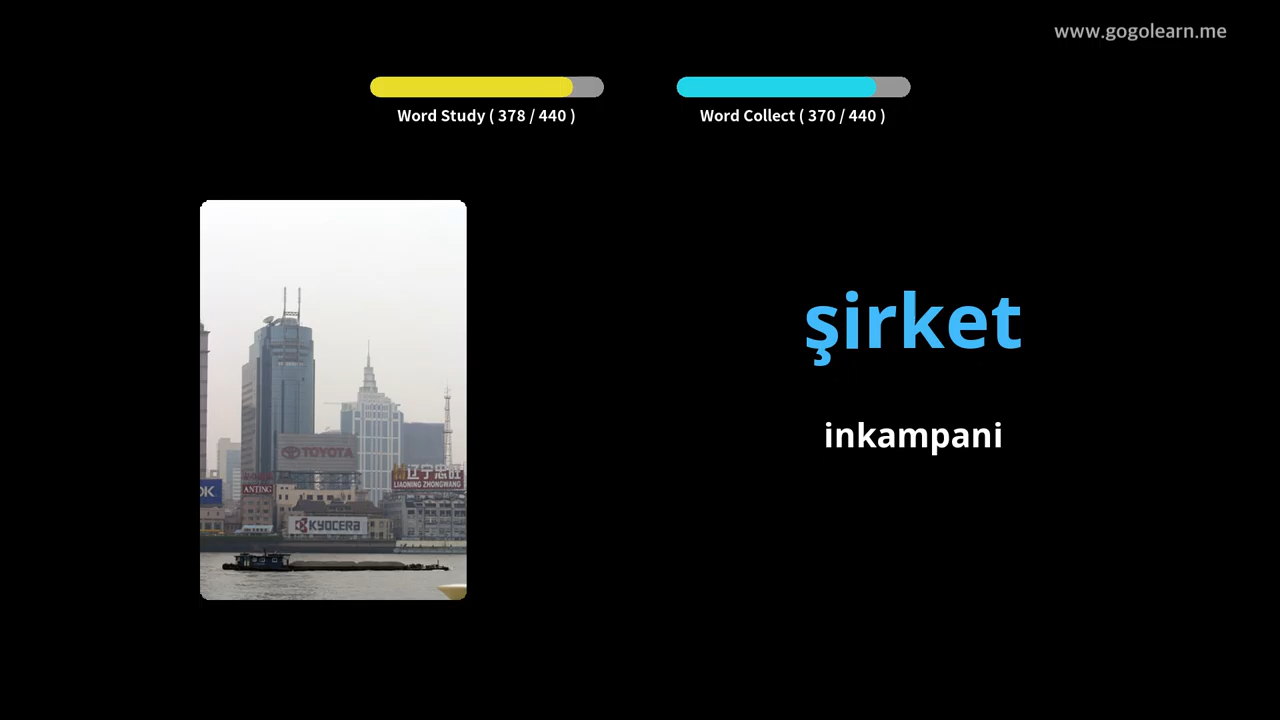 www.gogolearn.me
Word Study ( 378 / 440 )
Word Collect ( 370 / 440 )
şirket
inkampani
TOYOTA
辽宁忠旺
LIAONING ZHONGWANG
OK
ANTING
KYOCERA